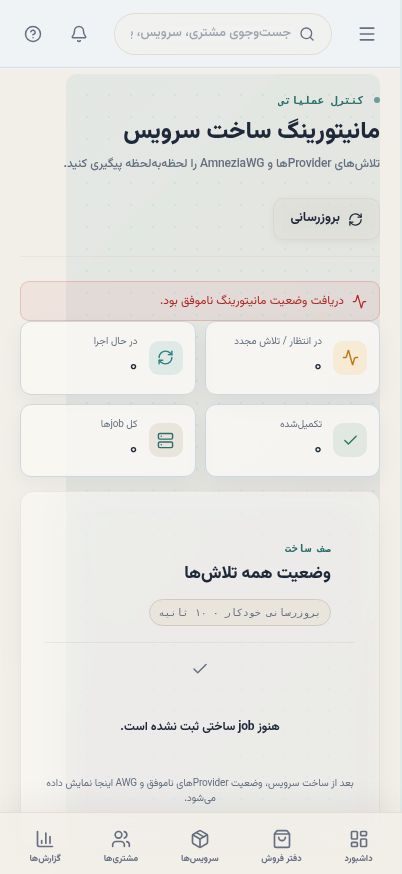 جست‌وجوی مشتری، سرویس، ی
کنترل عملیاتی
مانیتورینگ ساخت سرویس
تلاش‌های Providerها و AmneziaWG را لحظه‌به‌لحظه پیگیری کنید.
بروزرسانی
دریافت وضعیت مانیتورینگ ناموفق بود.
در انتظار / تلاش مجدد
۰
در حال اجرا
۰
تکمیل‌شده
۰
کل jobها
۰
صف ساخت
وضعیت همه تلاش‌ها
بروزرسانی خودکار · ۱۰ ثانیه
هنوز job ساختی ثبت نشده است.
بعد از ساخت سرویس، وضعیت Providerهای ناموفق و AWG اینجا نمایش داده
می‌شود.
داشبورد
دفتر فروش
سرویس‌ها
مشتری‌ها
گزارش‌ها